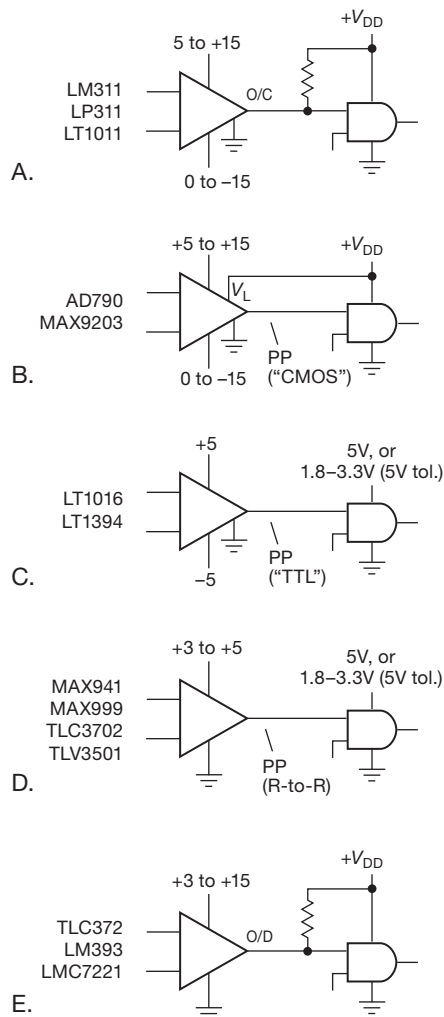 5 to +15
+VDD
LM311
LP311
LT1011
O/C
0 to –15
A.
+5 to +15
+VDD
VL
AD790
MAX9203
PP
("CMOS")
0 to –15
B.
+5
5V, or
1.8–3.3V (5V tol.)
LT1016
LT1394
PP
("TTL")
–5
C.
+3 to +5
5V, or
1.8–3.3V (5V tol.)
MAX941
MAX999
TLC3702
TLV3501
PP
(R-to-R)
D.
+3 to +15
+VDD
TLC372
LM393
LMC7221
O/D
E.